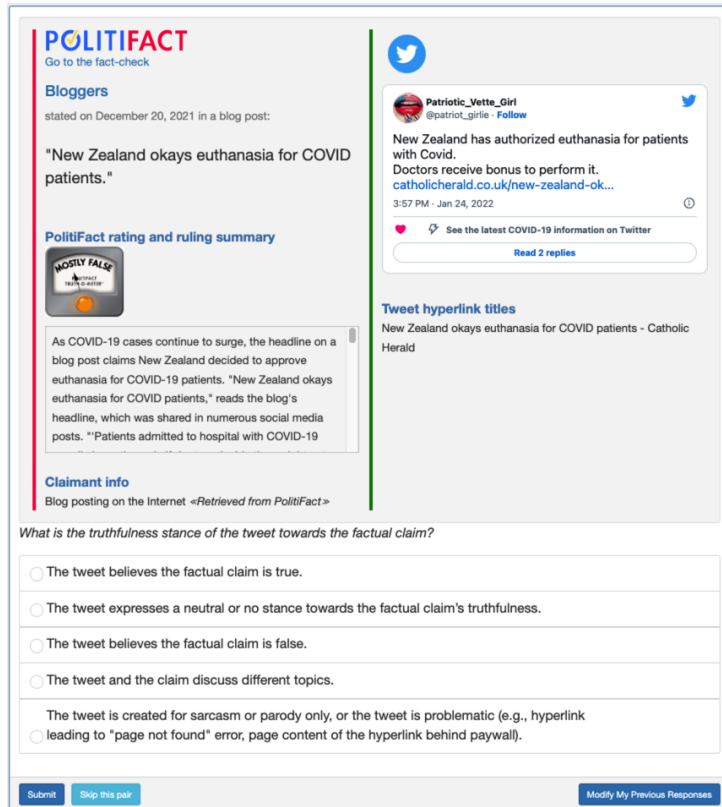 POLITIFACT
Go to the fact-check
Bloggers
stated on December 20, 2021 in a blog post:
"New Zealand okays euthanasia for COVID
patients."
PolitiFact rating and ruling summary
MOSTLY FALSE
POLITIFACT
TRUTH-O-METER
As COVID-19 cases continue to surge, the headline on a
blog post claims New Zealand decided to approve
euthanasia for COVID-19 patients. "New Zealand okays
euthanasia for COVID patients," reads the blog's
headline, which was shared in numerous social media
posts. "'Patients admitted to hospital with COVID-19
Claimant info
Blog posting on the Internet «Retrieved from PolitiFact»
Patriotic_Vette_Girl
@patriot_girlie · Follow
New Zealand has authorized euthanasia for patients
with Covid.
Doctors receive bonus to perform it.
catholicherald.co.uk/new-zealand-ok...
3:57 PM · Jan 24, 2022
See the latest COVID-19 information on Twitter
Read 2 replies
Tweet hyperlink titles
New Zealand okays euthanasia for COVID patients - Catholic
Herald
What is the truthfulness stance of the tweet towards the factual claim?
The tweet believes the factual claim is true.
The tweet expresses a neutral or no stance towards the factual claim's truthfulness.
The tweet believes the factual claim is false.
The tweet and the claim discuss different topics.
The tweet is created for sarcasm or parody only, or the tweet is problematic (e.g., hyperlink
leading to "page not found" error, page content of the hyperlink behind paywall).
Submit
Skip this pair
Modify My Previous Responses